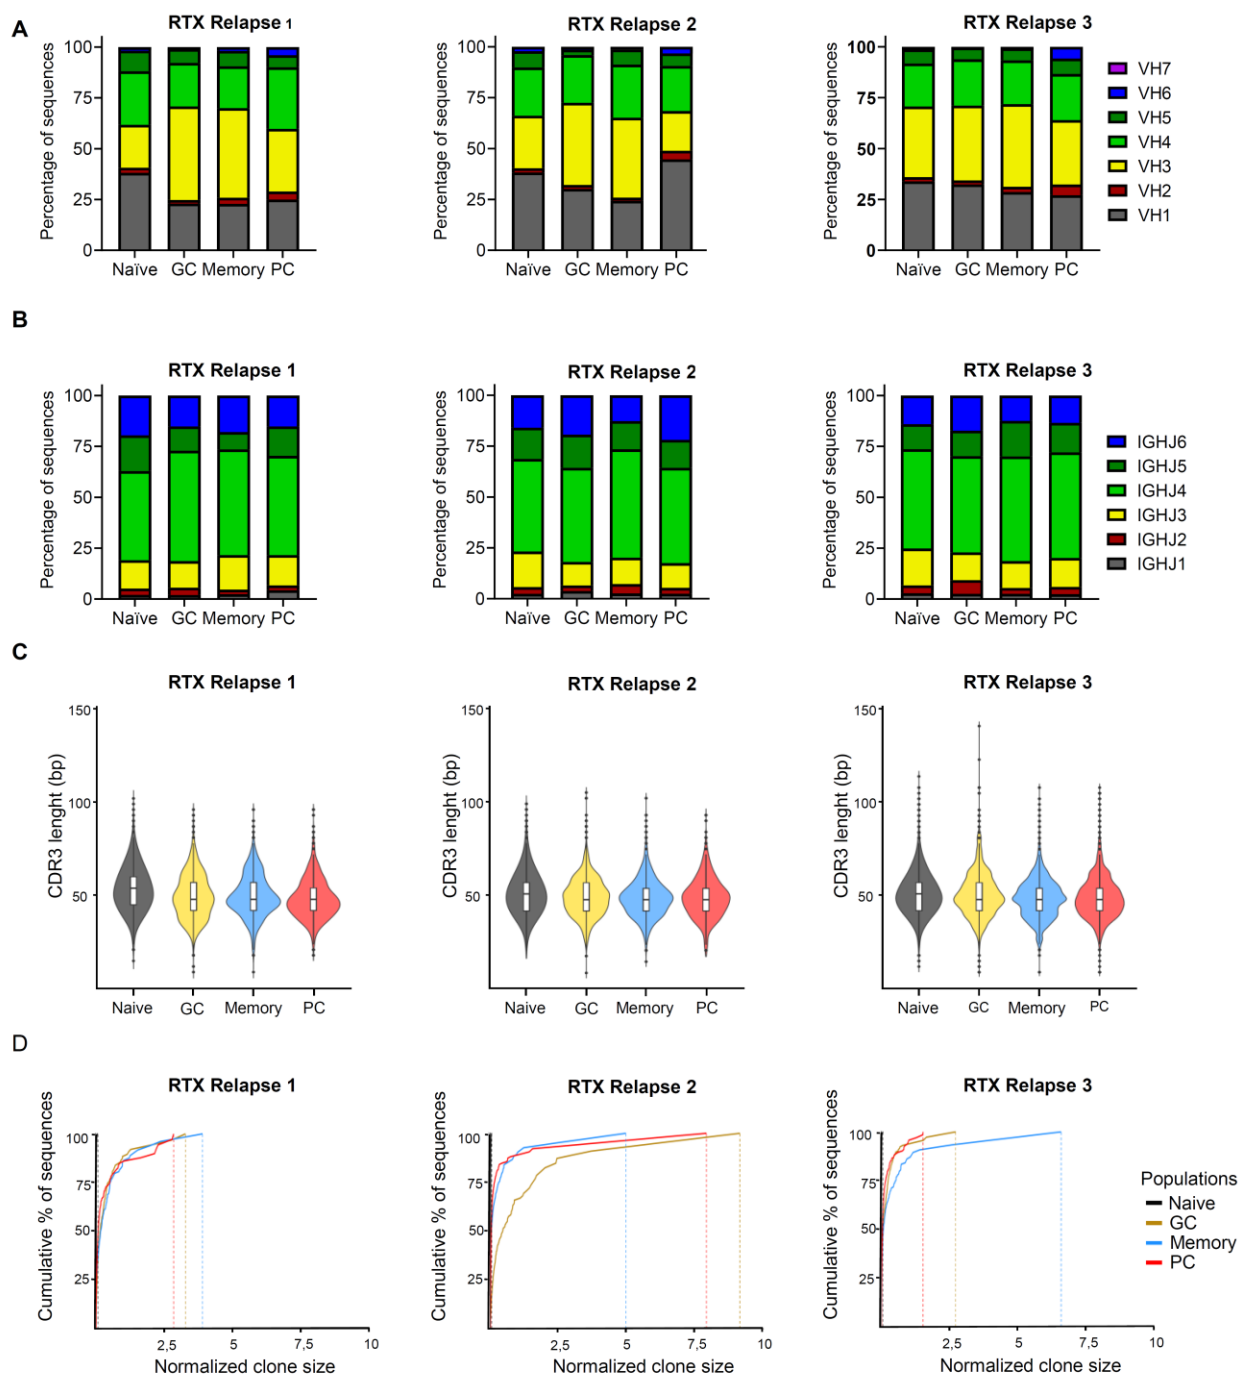 A
RTX Relapse 1
RTX Relapse 2
RTX Relapse 3
Percentage of sequences
100
75
50
25
0
Naïve GC Memory PC
Percentage of sequences
100
75
50
25
0
Naïve GC Memory PC
Percentage of sequences
100
75
50
25
0
Naïve GC Memory PC
VH7
VH6
VH5
VH4
VH3
VH2
VH1
B
RTX Relapse 1
RTX Relapse 2
RTX Relapse 3
Percentage of sequences
100
75
50
25
0
Naïve GC Memory PC
Percentage of sequences
100
75
50
25
0
Naïve GC Memory PC
Percentage of sequences
100
75
50
25
0
Naïve GC Memory PC
IGHJ6
IGHJ5
IGHJ4
IGHJ3
IGHJ2
IGHJ1
C
RTX Relapse 1
RTX Relapse 2
RTX Relapse 3
CDR3 lenght (bp)
150
100
50
Naive GC Memory PC
CDR3 lenght (bp)
150
100
50
Naive GC Memory PC
CDR3 lenght (bp)
150
100
50
Naive GC Memory PC
D
RTX Relapse 1
RTX Relapse 2
RTX Relapse 3
Cumulative % of sequences
100
75
50
25
2,5 5 7,5 10
Normalized clone size
Cumulative % of sequences
100
75
50
25
2,5 5 7,5 10
Normalized clone size
Cumulative % of sequences
100
75
50
25
2,5 5 7,5 10
Normalized clone size
Populations
Naive
GC
Memory
PC